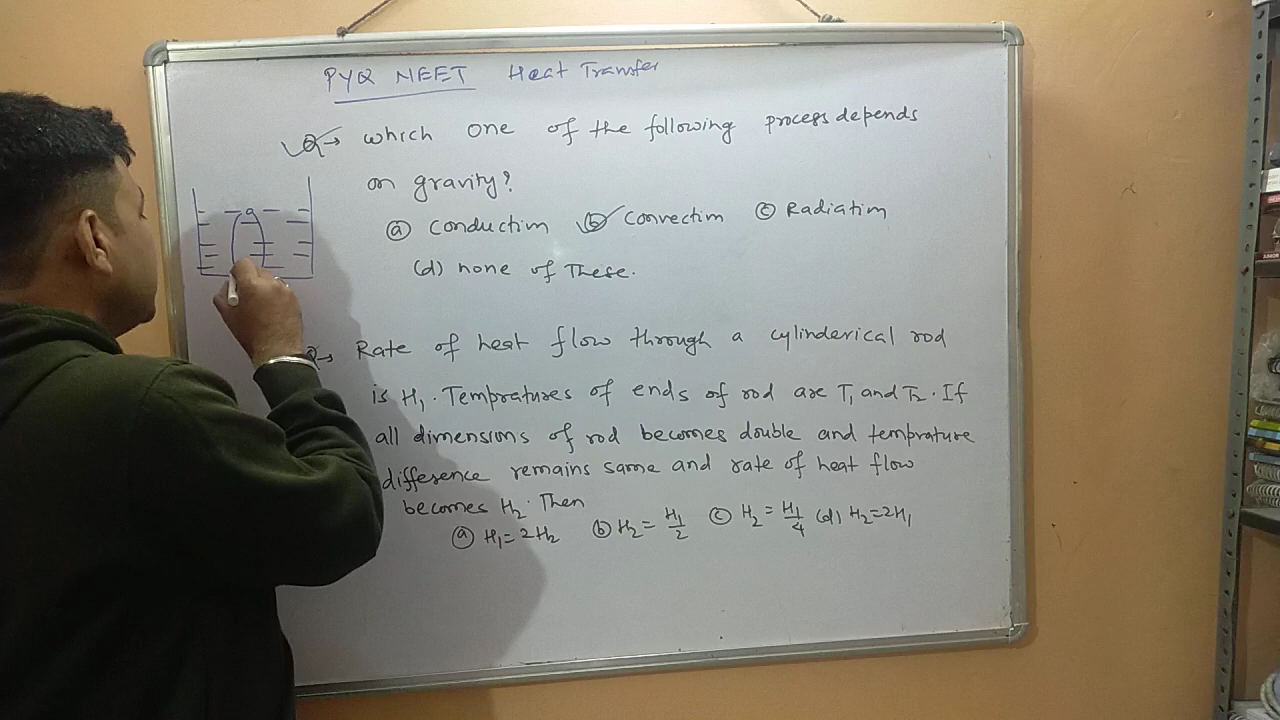 PYQ NEET Heat Transfer
Q→ which one of the following process depends
on gravity?
(a) Conduction (b) Convection (c) Radiation
(d) none of These.
Q→ Rate of heat flow through a cylinderical rod
is H₁. Tempratures of ends of rod are T₁ and T₂. If
all dimensions of rod becomes double and temprature
difference remains same and rate of heat flow
becomes H₂. Then
(a) H₁=2H₂ (b) H₂=H₁/2 (c) H₂=H₁/4 (d) H₂=2H₁
JUNIOR